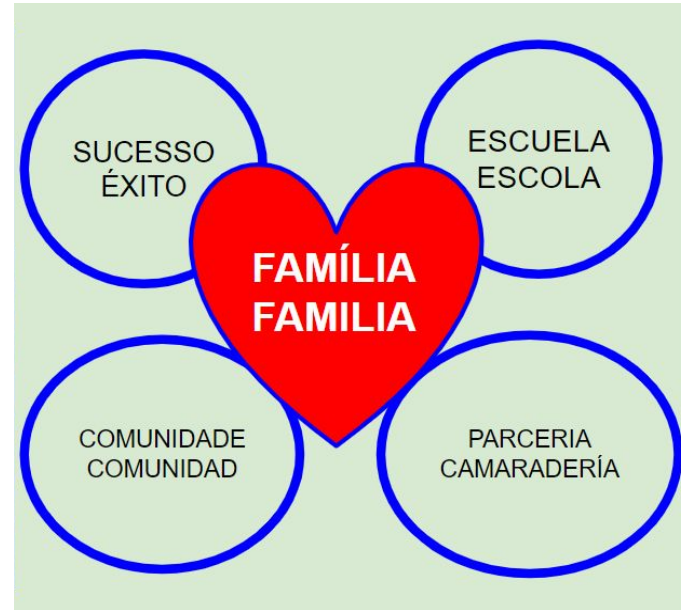 SUCESSO
ÉXITO
ESCUELA
ESCOLA
FAMÍLIA
FAMILIA
COMUNIDADE
COMUNIDAD
PARCERIA
CAMARADERÍA